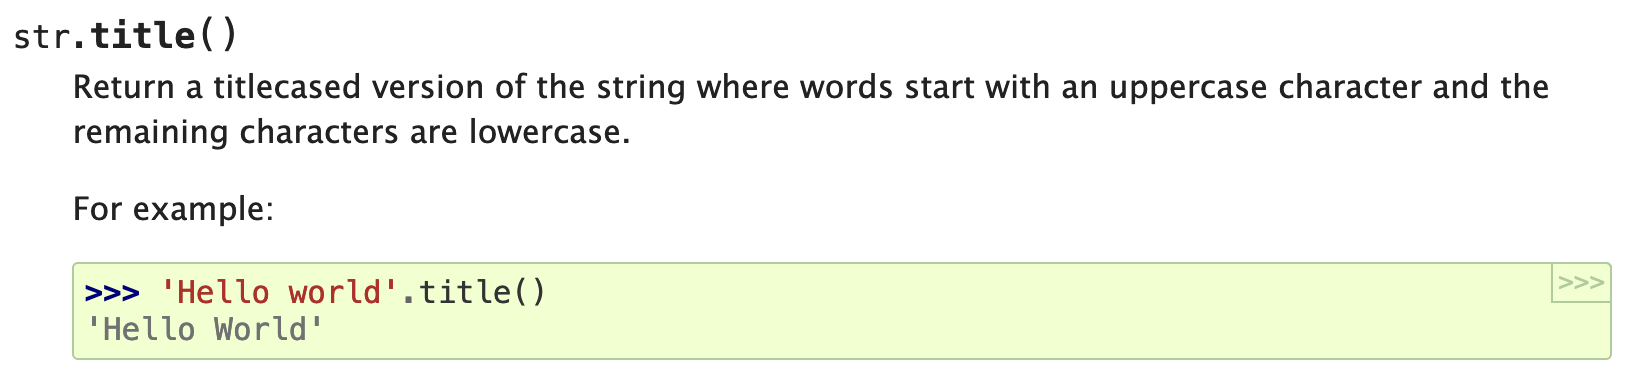 str.title()
Return a titlecased version of the string where words start with an uppercase character and the
remaining characters are lowercase.
For example:
>>> 'Hello world'.title()
>>>
'Hello World'